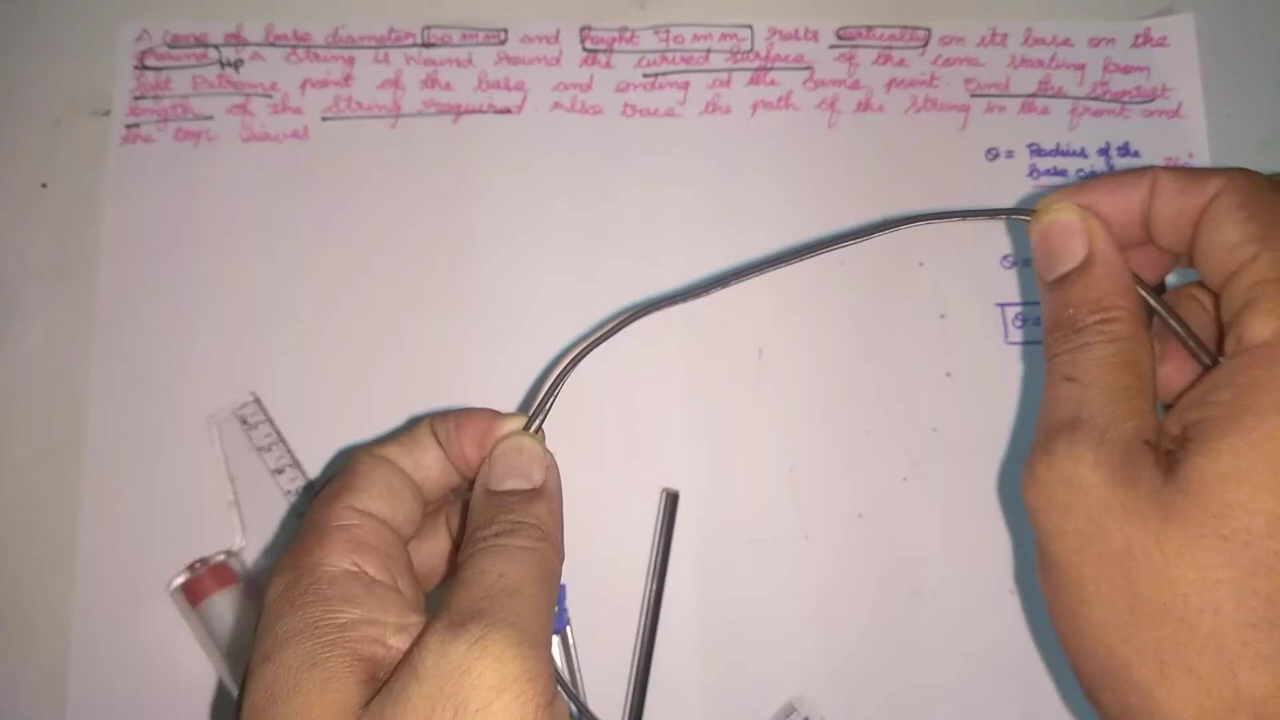 A cone of base diameter 60 mm and height 70 mm rests vertically on its base on the
Ground HP A String is wound round the curved surface of the cone starting from
left Extreme point of the base and ending at the same point. Find the shortest
length of the string required also trace the path of the string in the front and
the top views
θ = Radius of the
base
θ =
θ =